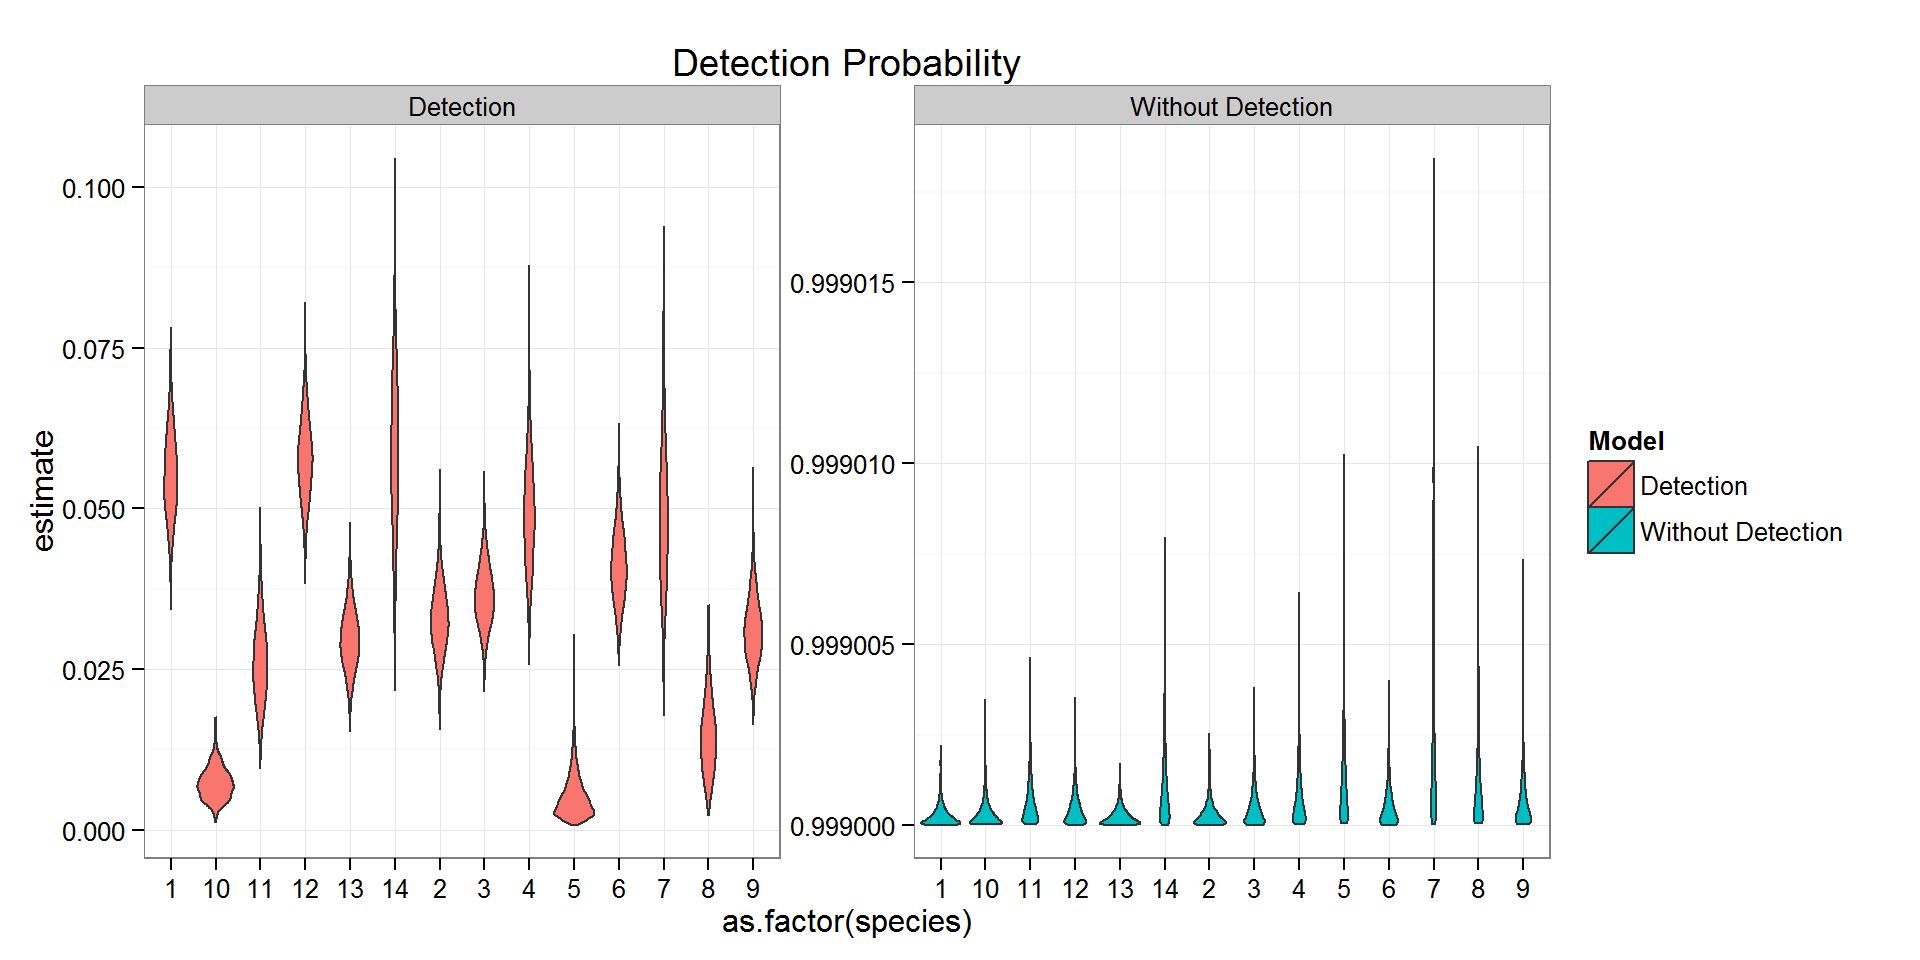 Detection Probability
Detection
Without Detection
estimate
0.100
0.075
0.050
0.025
0.000
0.999015
0.999010
0.999005
0.999000
1 10 11 12 13 14 2 3 4 5 6 7 8 9
1 10 11 12 13 14 2 3 4 5 6 7 8 9
as.factor(species)
Model
Detection
Without Detection